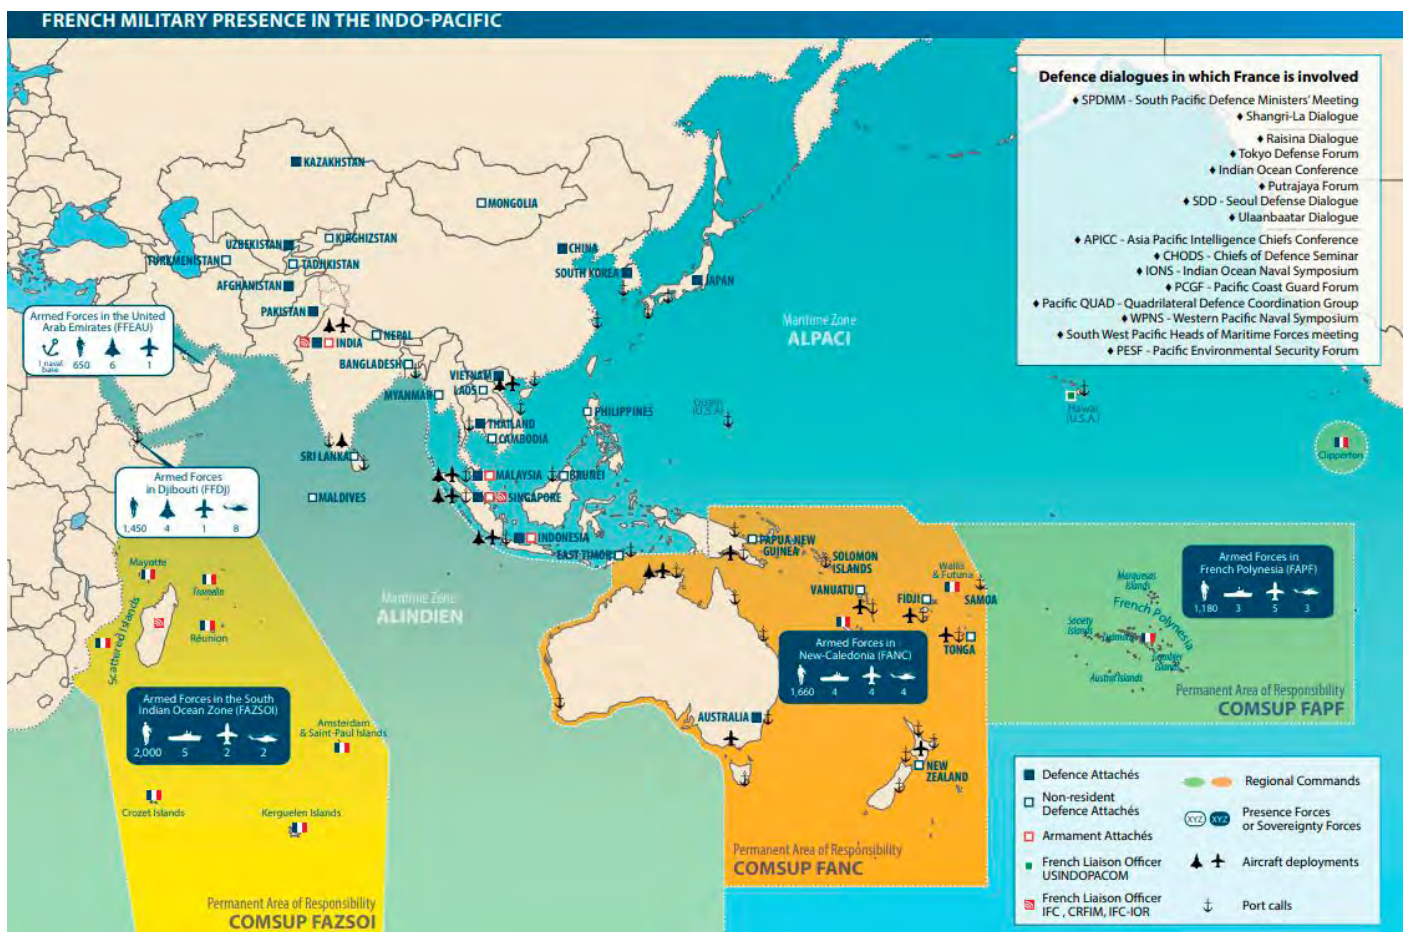 FRENCH MILITARY PRESENCE IN THE INDO-PACIFIC
Defence dialogues in which France is involved
♦ SPDMM - South Pacific Defence Ministers' Meeting
♦ Shangri-La Dialogue
♦ Raisina Dialogue
♦ Tokyo Defense Forum
♦ Indian Ocean Conference
♦ Putrajaya Forum
♦ SDD - Seoul Defense Dialogue
♦ Ulaanbaatar Dialogue
♦ APICC - Asia Pacific Intelligence Chiefs Conference
♦ CHODS - Chiefs of Defence Seminar
♦ IONS - Indian Ocean Naval Symposium
♦ PCGF - Pacific Coast Guard Forum
♦ Pacific QUAD - Quadrilateral Defence Coordination Group
♦ WPNS - Western Pacific Naval Symposium
♦ South West Pacific Heads of Maritime Forces meeting
♦ PESF - Pacific Environmental Security Forum
KAZAKHSTAN
MONGOLIA
UZBEKISTAN
KIRGHIZSTAN
TURKMENISTAN
TADJIKISTAN
AFGHANISTAN
PAKISTAN
CHINA
SOUTH KOREA
JAPAN
Armed Forces in the United
Arab Emirates (FFEAU)
1 naval
base
650
6
1
INDIA
NEPAL
BANGLADESH
MYANMAR
VIETNAM
LAOS
THAILAND
CAMBODIA
PHILIPPINES
Maritime Zone
ALPACI
Guam
(U.S.A)
Hawai
(U.S.A.)
Clipperton
SRI LANKA
MALDIVES
MALAYSIA
BRUNEI
SINGAPORE
INDONESIA
EAST TIMOR
Armed Forces
in Djibouti (FFDJ)
1,450
4
1
8
Mayotte
Tromelin
Réunion
Scattered Islands
Maritime Zone
ALINDIEN
PAPUA NEW
GUINEA
SOLOMON
ISLANDS
VANUATU
FIDJI
Wallis
& Futuna
SAMOA
TONGA
Armed Forces in
French Polynesia (FAPF)
1,180
3
5
3
Marquesas
Islands
French Polynesia
Society
Islands
Tuamotu
Gambier
Islands
Austral Islands
Permanent Area of Responsibility
COMSUP FAPF
Armed Forces in
New-Caledonia (FANC)
1,660
4
4
4
AUSTRALIA
NEW
ZEALAND
Permanent Area of Responsibility
COMSUP FANC
Armed Forces in the South
Indian Ocean Zone (FAZSOI)
2,000
5
2
2
Amsterdam
& Saint-Paul Islands
Crozet Islands
Kerguelen Islands
Permanent Area of Responsibility
COMSUP FAZSOI
Defence Attachés
Non-resident
Defence Attachés
Armament Attachés
French Liaison Officer
USINDOPACOM
French Liaison Officer
IFC , CRFIM, IFC-IOR
Regional Commands
XYZ
XYZ
Presence Forces
or Sovereignty Forces
Aircraft deployments
Port calls